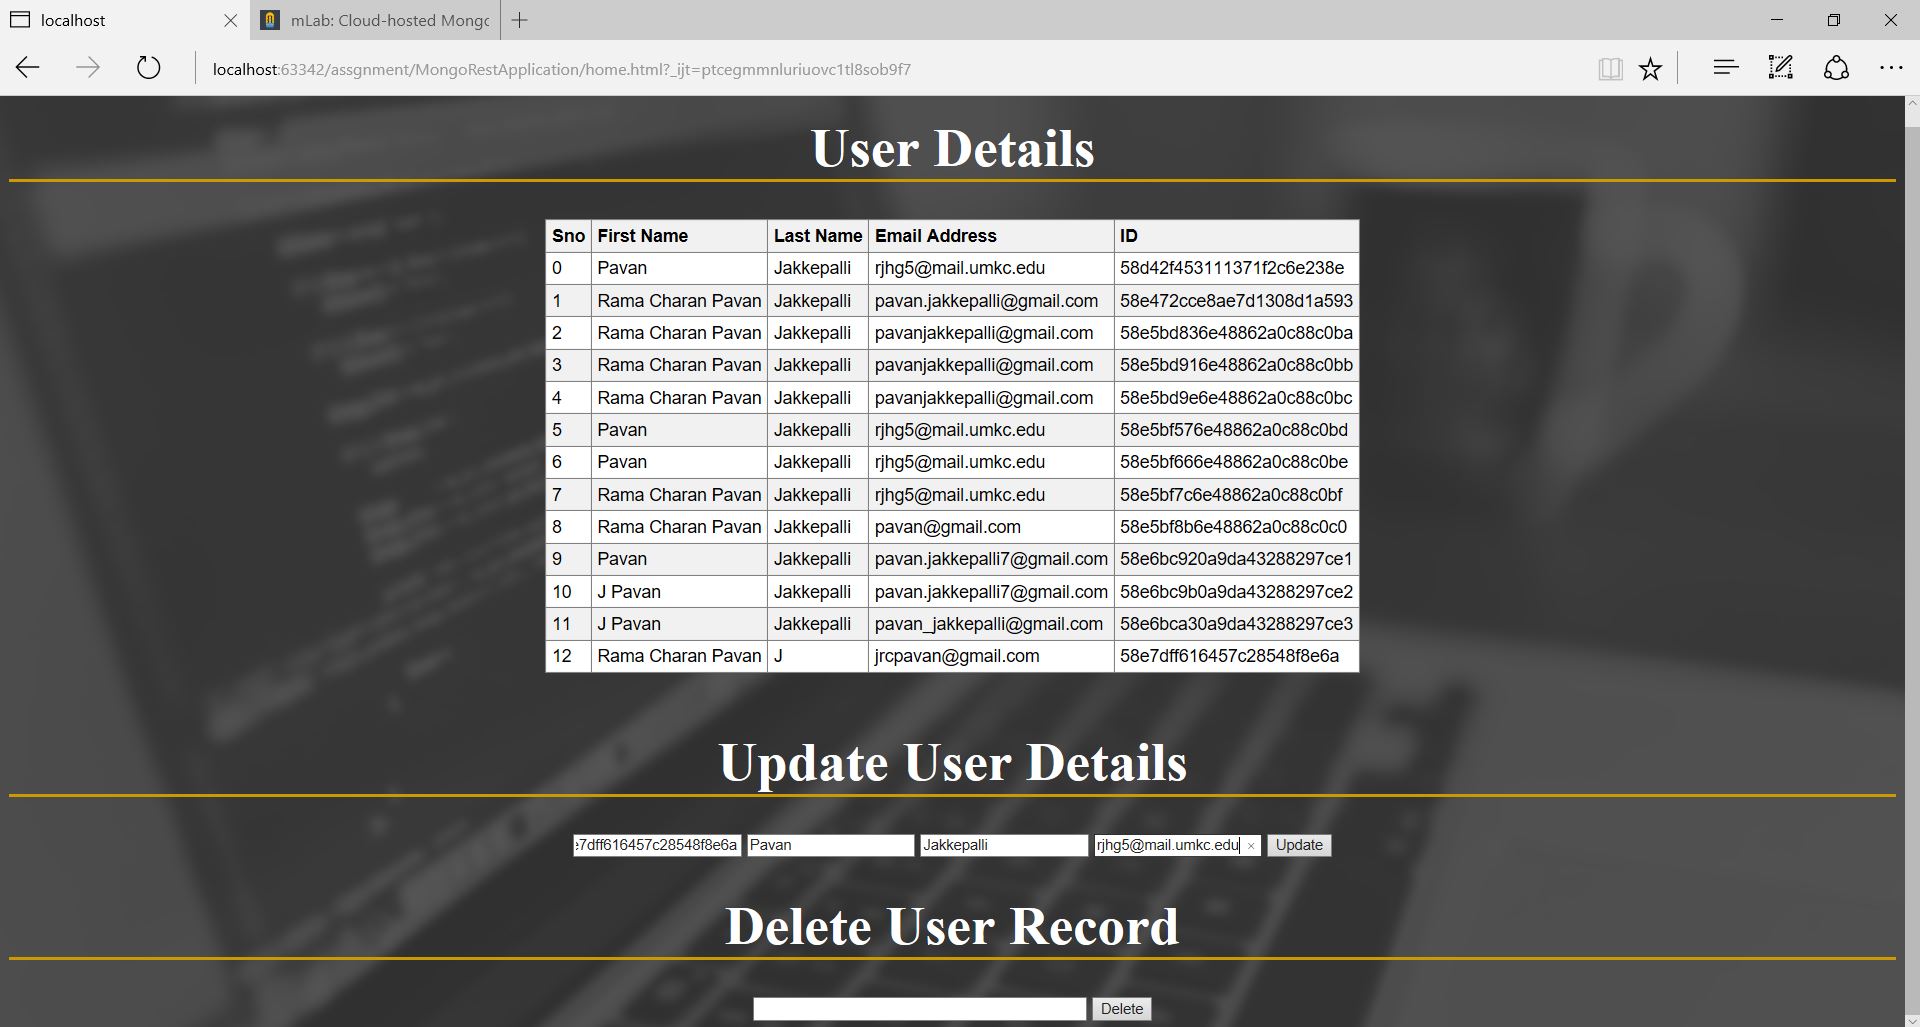 localhost
mLab: Cloud-hosted Mongo
localhost:63342/assgnment/MongoRestApplication/home.html?_ijt=ptcegmmnluriuovc1tl8sob9f7
User Details
Sno First Name Last Name Email Address ID
0 Pavan Jakkepalli rjhg5@mail.umkc.edu 58d42f453111371f2c6e238e
1 Rama Charan Pavan Jakkepalli pavan.jakkepalli@gmail.com 58e472cce8ae7d1308d1a593
2 Rama Charan Pavan Jakkepalli pavanjakkepalli@gmail.com 58e5bd836e48862a0c88c0ba
3 Rama Charan Pavan Jakkepalli pavanjakkepalli@gmail.com 58e5bd916e48862a0c88c0bb
4 Rama Charan Pavan Jakkepalli pavanjakkepalli@gmail.com 58e5bd9e6e48862a0c88c0bc
5 Pavan Jakkepalli rjhg5@mail.umkc.edu 58e5bf576e48862a0c88c0bd
6 Pavan Jakkepalli rjhg5@mail.umkc.edu 58e5bf666e48862a0c88c0be
7 Rama Charan Pavan Jakkepalli rjhg5@mail.umkc.edu 58e5bf7c6e48862a0c88c0bf
8 Rama Charan Pavan Jakkepalli pavan@gmail.com 58e5bf8b6e48862a0c88c0c0
9 Pavan Jakkepalli pavan.jakkepalli7@gmail.com 58e6bc920a9da43288297ce1
10 J Pavan Jakkepalli pavan.jakkepalli7@gmail.com 58e6bc9b0a9da43288297ce2
11 J Pavan Jakkepalli pavan_jakkepalli@gmail.com 58e6bca30a9da43288297ce3
12 Rama Charan Pavan J jrcpavan@gmail.com 58e7dff616457c28548f8e6a
Update User Details
e7dff616457c28548f8e6a Pavan Jakkepalli rjhg5@mail.umkc.edu Update
Delete User Record
Delete